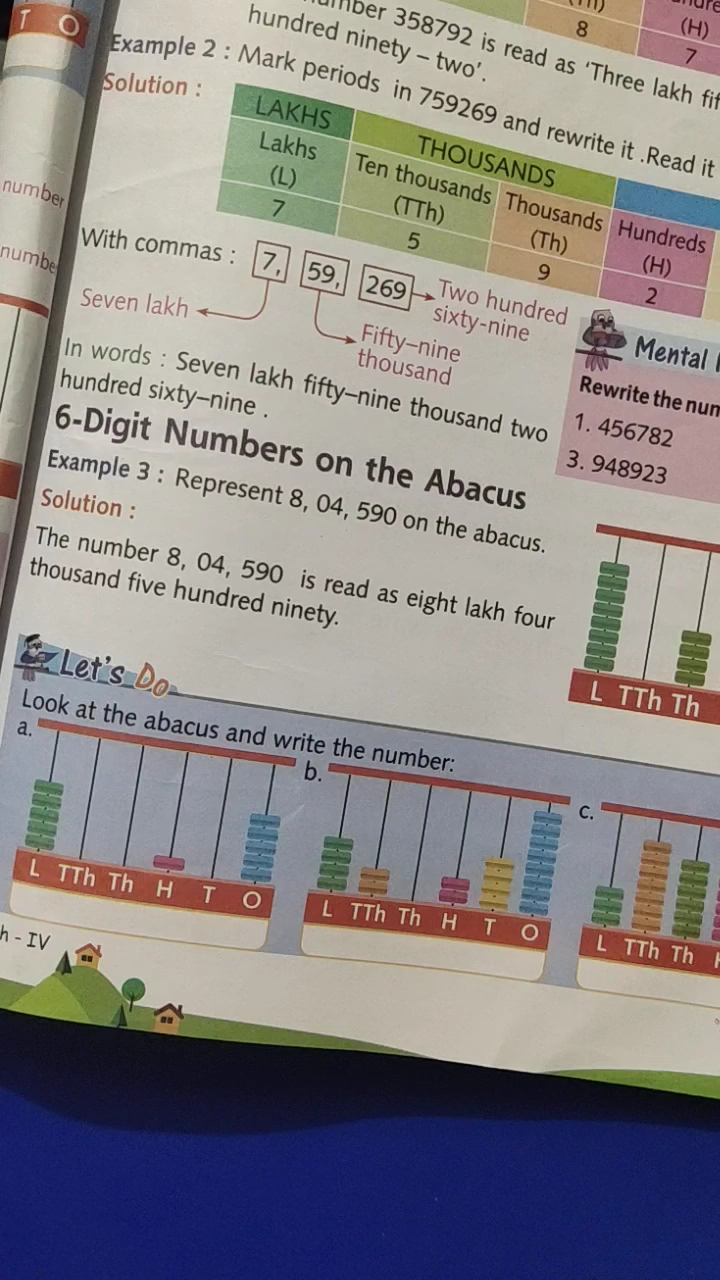 T O
number
(H)
8
7
number 358792 is read as 'Three lakh
hundred ninety – two'.
Example 2 : Mark periods in 759269 and rewrite it .Read it
Solution :
LAKHS THOUSANDS
Lakhs Ten thousands Thousands Hundreds
(L) (TTh) (Th) (H)
7 5 9 2
With commas : 7, 59, 269 Two hundred
sixty-nine
Seven lakh
Fifty–nine
thousand
In words : Seven lakh fifty–nine thousand two
hundred sixty–nine .
Mental
Rewrite the
1. 456782
3. 948923
6-Digit Numbers on the Abacus
Example 3 : Represent 8, 04, 590 on the abacus.
Solution :
The number 8, 04, 590 is read as eight lakh four
thousand five hundred ninety.
L TTh Th
Let's Do
Look at the abacus and write the number:
a.
b.
c.
L TTh Th H T O
L TTh Th H T O
L TTh Th
- IV